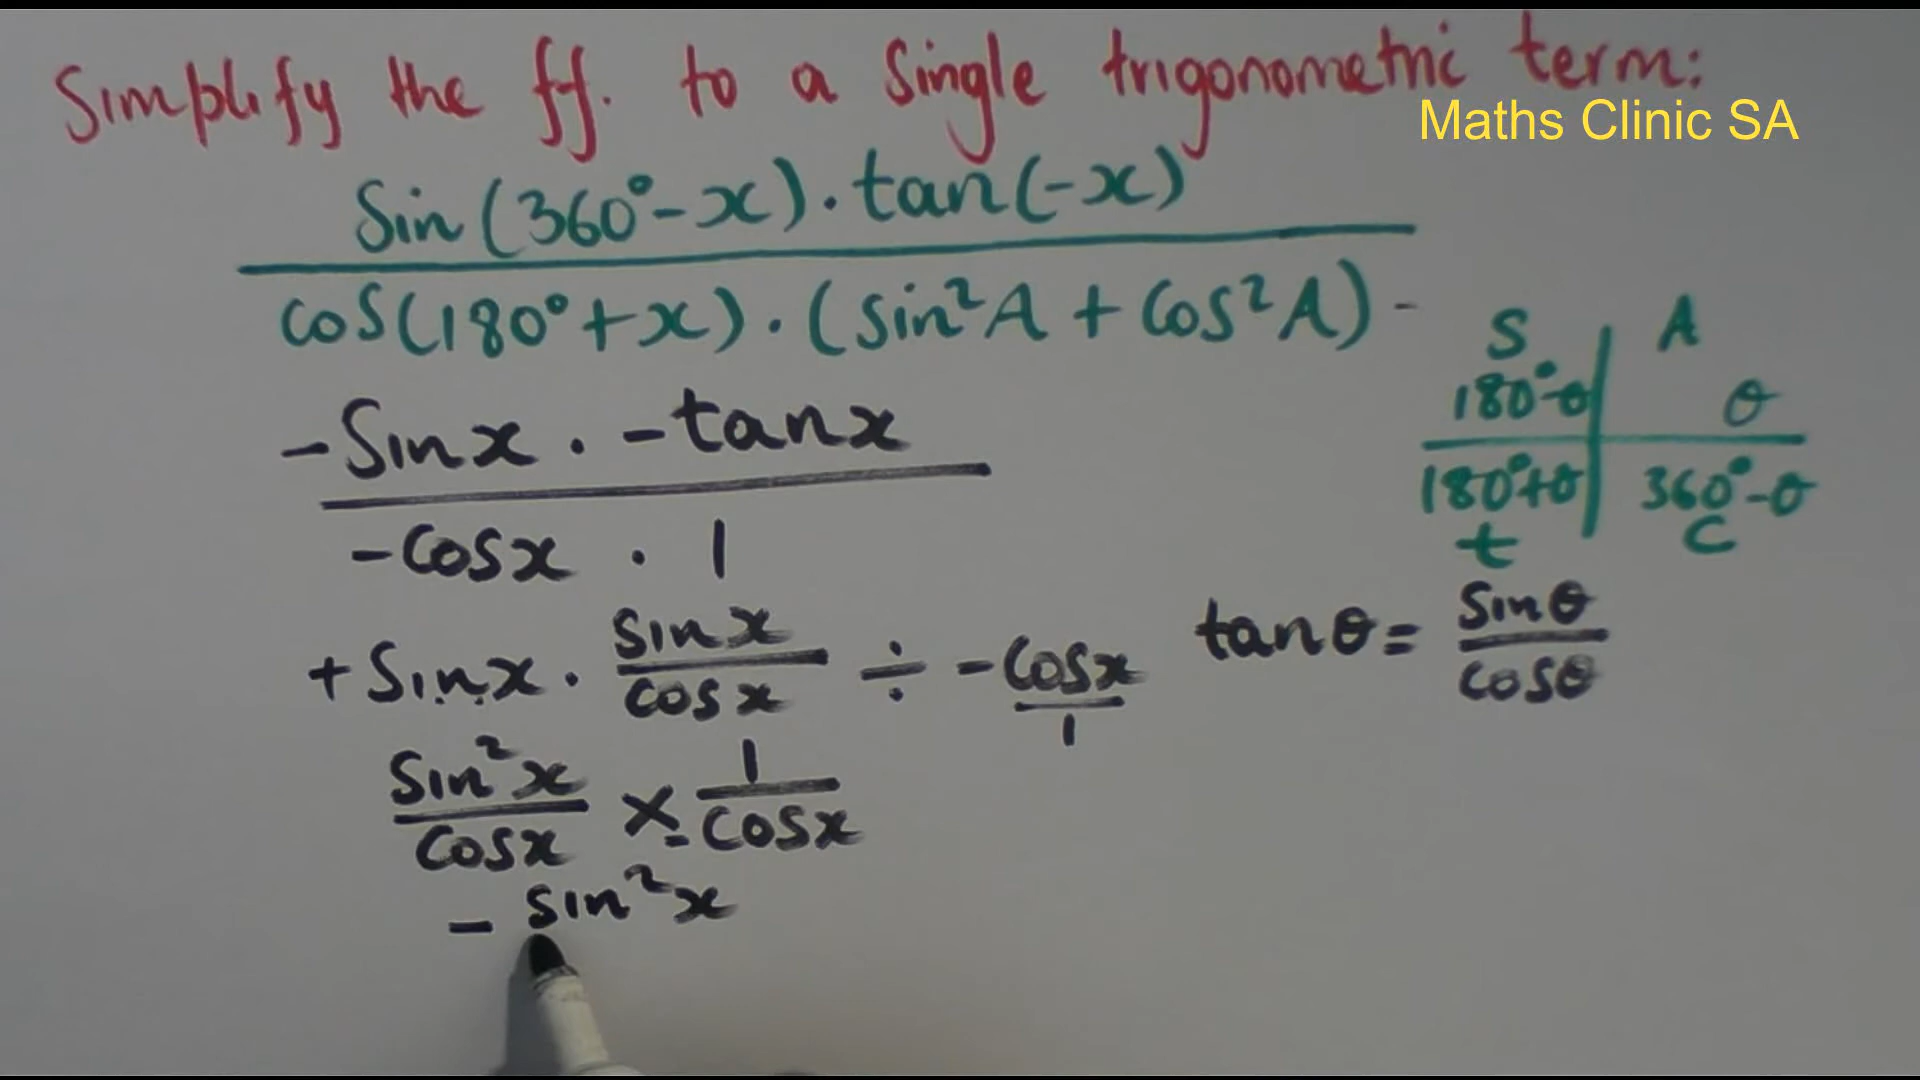 Simplify the ff. to a single trigonometric term:
Maths Clinic SA
Sin(360°-x).tan(-x)
cos(180°+x).(sin²A+cos²A)
S A
180°-θ θ
180°+θ 360°-θ
t C
-Sinx . -tanx
-cosx . 1
+Sinx . sinx/cosx ÷ -cosx/1
tanθ = sinθ/cosθ
sin²x/cosx ×- 1/cosx
- sin²x